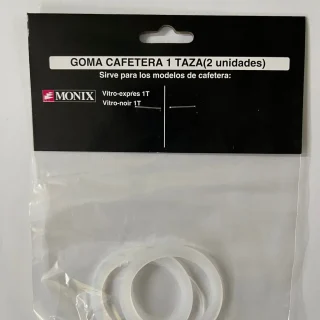 GOMA CAFETERA 1 TAZA(2 unidades)
Sirve para los modelos de cafetera:
MONIX
Vitro-expres 1T
Vitro-noir 1T